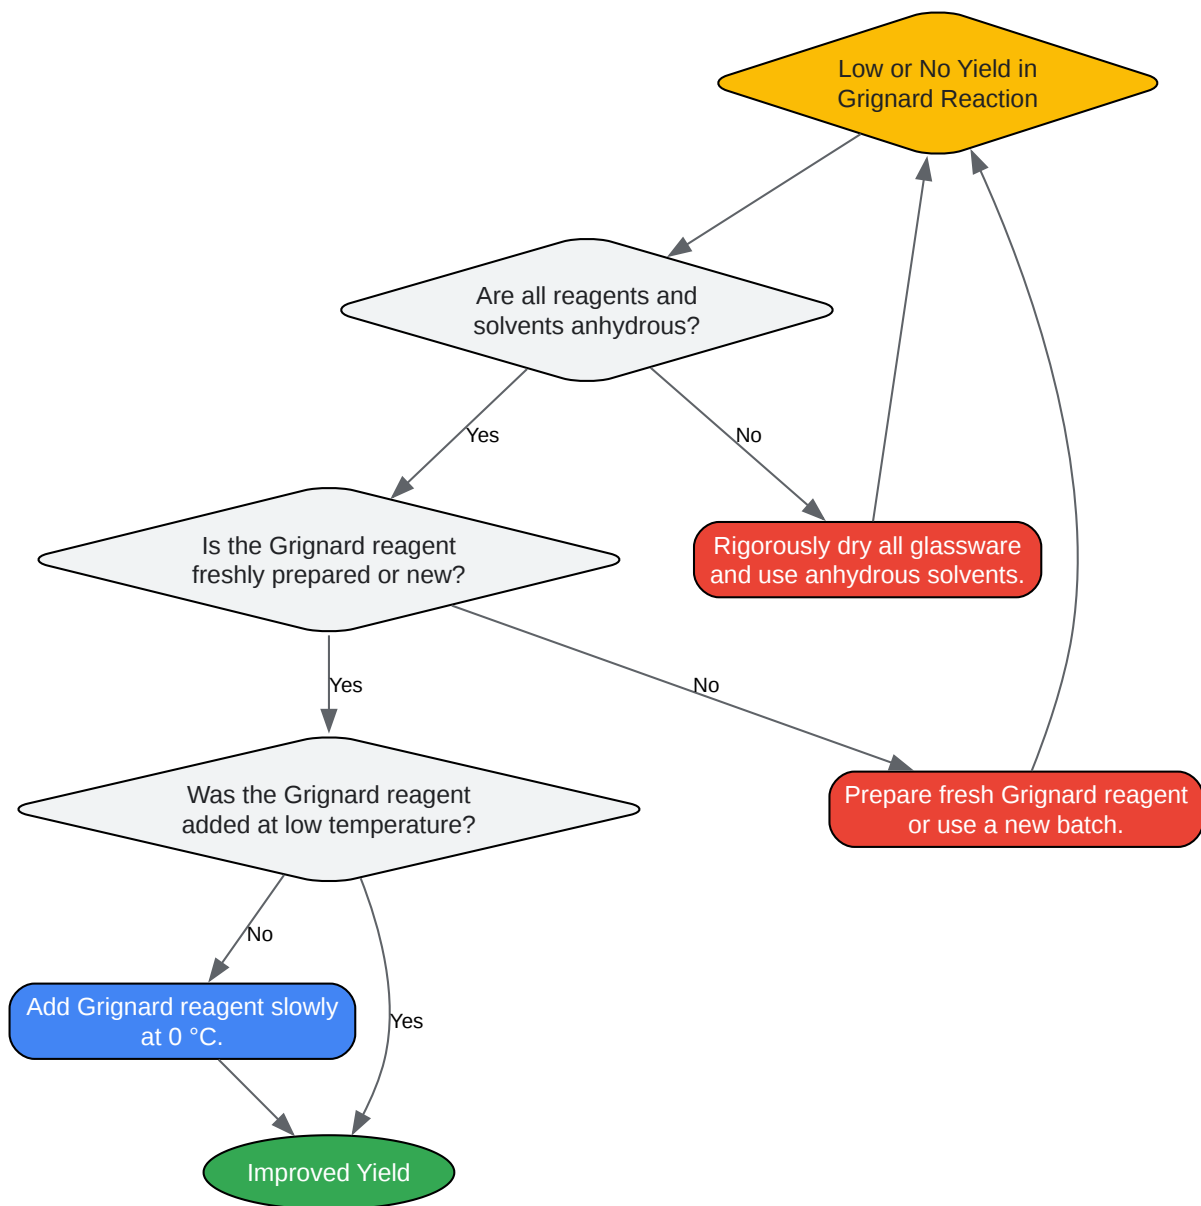 Low or No Yield in
Grignard Reaction
Are all reagents and
solvents anhydrous?
Yes
No
Is the Grignard reagent
freshly prepared or new?
Rigorously dry all glassware
and use anhydrous solvents.
Yes
No
Was the Grignard reagent
added at low temperature?
Prepare fresh Grignard reagent
or use a new batch.
No
Add Grignard reagent slowly
at 0 °C.
Yes
Improved Yield